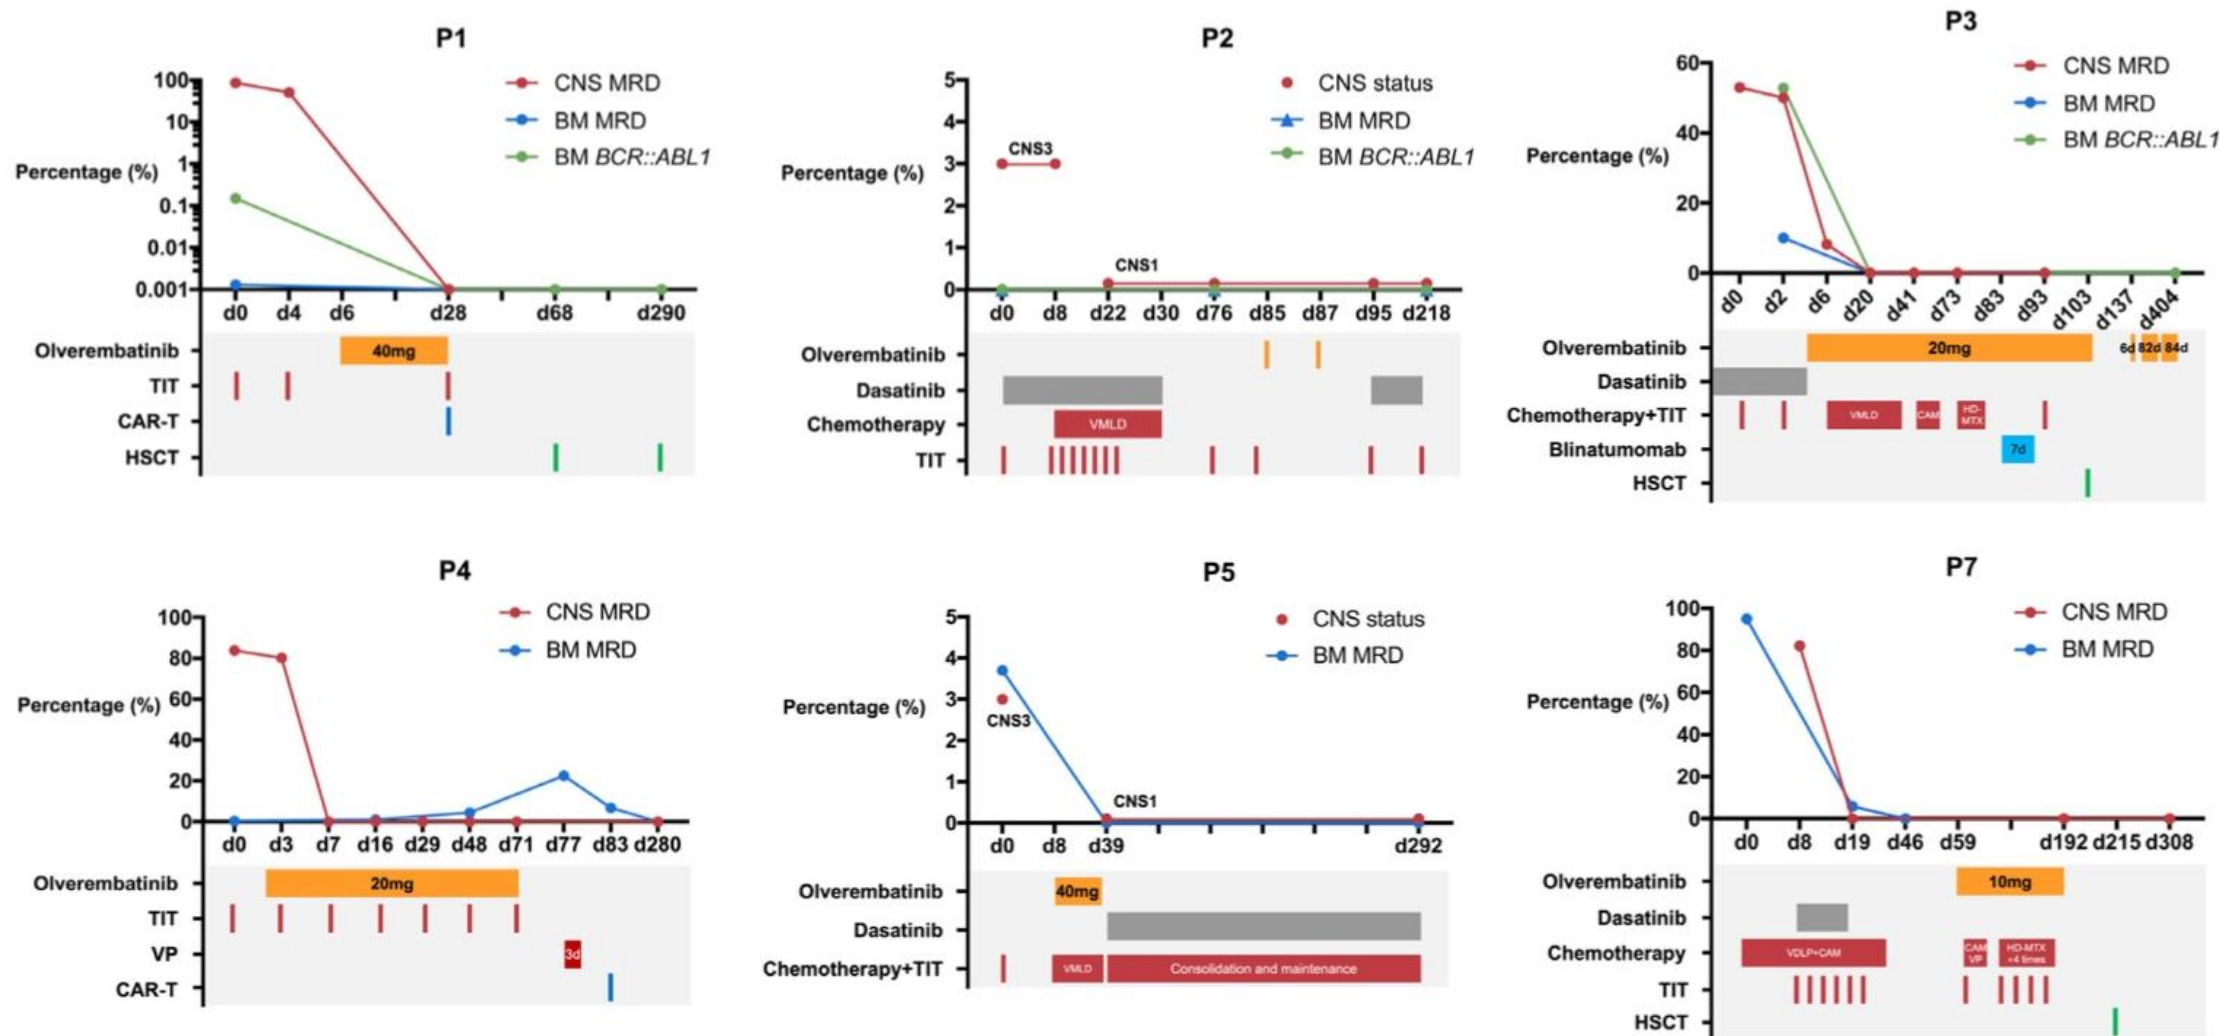 P1
CNS MRD
BM MRD
BM BCR::ABL1
Percentage (%)
100
10
1
0.1
0.01
0.001
d0 d4 d6 d28 d68 d290
Olverembatinib 40mg
TIT
CAR-T
HSCT
P2
CNS status
BM MRD
BM BCR::ABL1
Percentage (%)
5
4
3
2
1
0
CNS3
CNS1
d0 d8 d22 d30 d76 d85 d87 d95 d218
Olverembatinib
Dasatinib
Chemotherapy VMLD
TIT
P3
CNS MRD
BM MRD
BM BCR::ABL1
Percentage (%)
60
40
20
0
d0 d2 d6 d20 d41 d73 d83 d93 d103 d137 d404
Olverembatinib 20mg 6d 82d 84d
Dasatinib
Chemotherapy+TIT VMLD CAM HD-MTX
Blinatumomab 7d
HSCT
P4
CNS MRD
BM MRD
Percentage (%)
100
80
60
40
20
0
d0 d3 d7 d16 d29 d48 d71 d77 d83 d280
Olverembatinib 20mg
TIT
VP 3d
CAR-T
P5
CNS status
BM MRD
Percentage (%)
5
4
3
2
1
0
CNS3
CNS1
d0 d8 d39 d292
Olverembatinib 40mg
Dasatinib
Chemotherapy+TIT VMLD Consolidation and maintenance
P7
CNS MRD
BM MRD
Percentage (%)
100
80
60
40
20
0
d0 d8 d19 d46 d59 d192 d215 d308
Olverembatinib 10mg
Dasatinib
Chemotherapy VDLP+CAM CAM VP HD-MTX ×4 times
TIT
HSCT